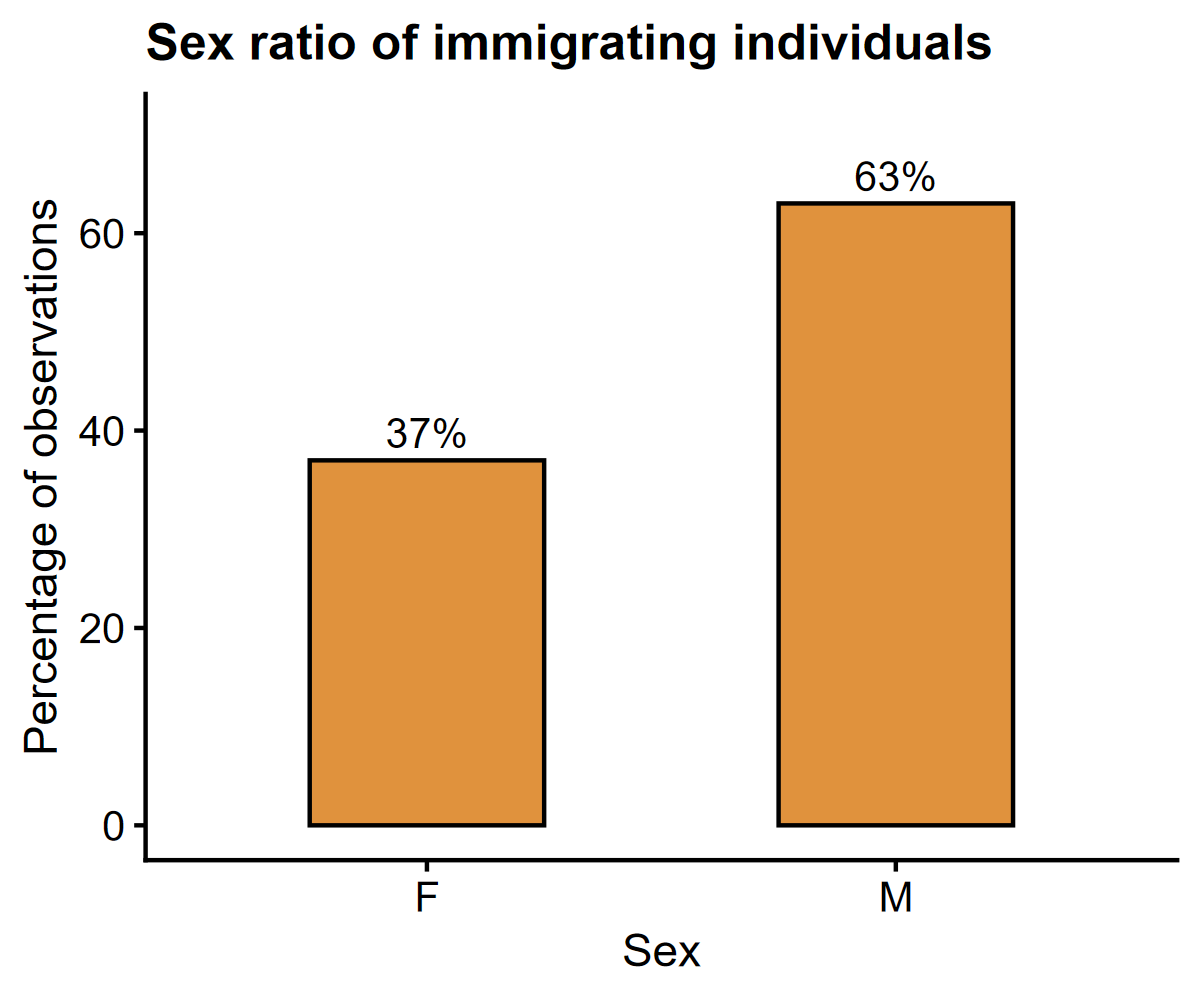 Sex ratio of immigrating individuals
Percentage of observations
60
40
20
0
37%
63%
F
M
Sex